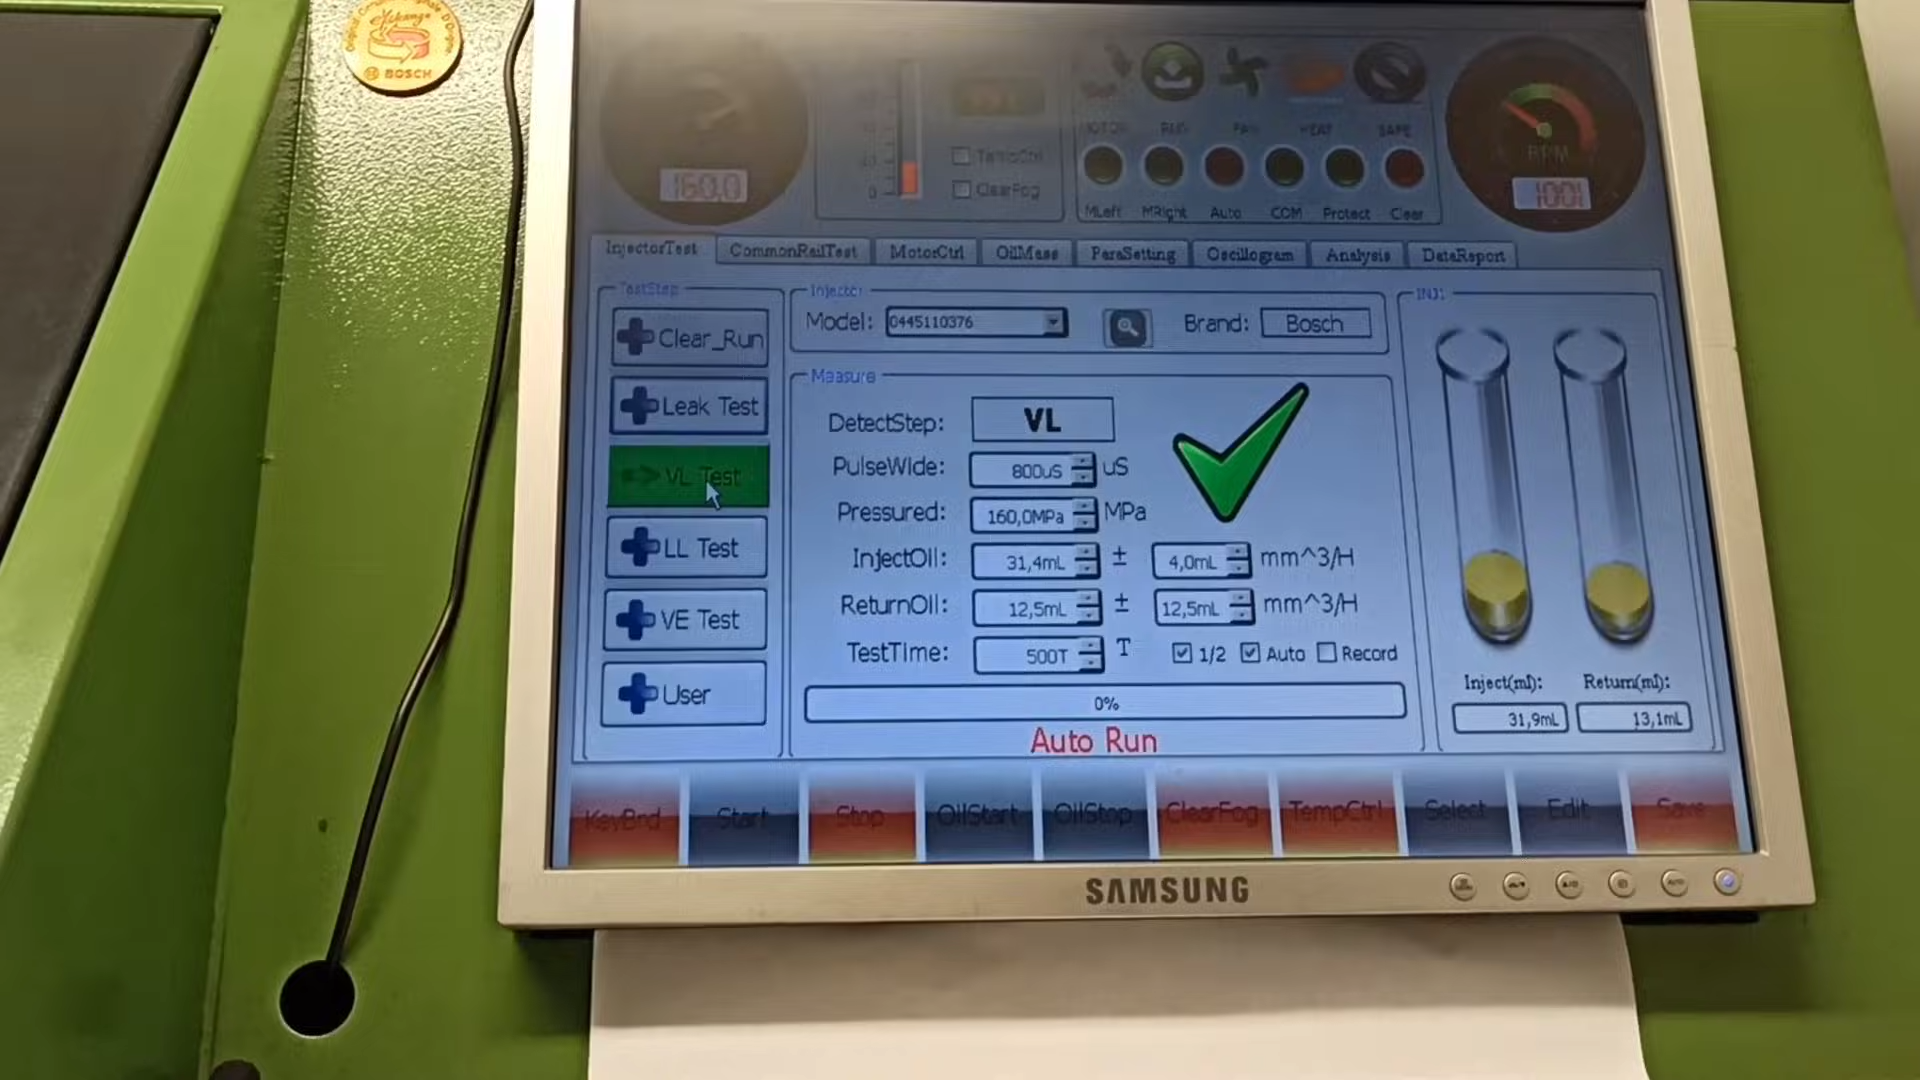 BOSCH
160,0
TempCtrl
ClearFog
0
MOTOR
FAN
HEAT
SAFE
MLeft MRight Auto COM Protect Clear
RPM
1001
InjectorTest CommonRailTest MotorCtrl OilMass ParaSetting Oscillogram Analysis DataReport
TestStep
Clear_Run
Leak Test
VL Test
LL Test
VE Test
User
Injector
Model: 0445110376 Brand: Bosch
Measure
DetectStep: VL
PulseWide: 800uS uS
Pressured: 160,0MPa MPa
InjectOil: 31,4mL ± 4,0mL mm^3/H
ReturnOil: 12,5mL ± 12,5mL mm^3/H
TestTime: 500T T 1/2 Auto Record
0%
Auto Run
INJ1
Inject(ml): Return(ml):
31,9mL 13,1mL
KeyBrd Start Stop OilStart OilStop ClearFog TempCtrl Select Edit Save
SAMSUNG